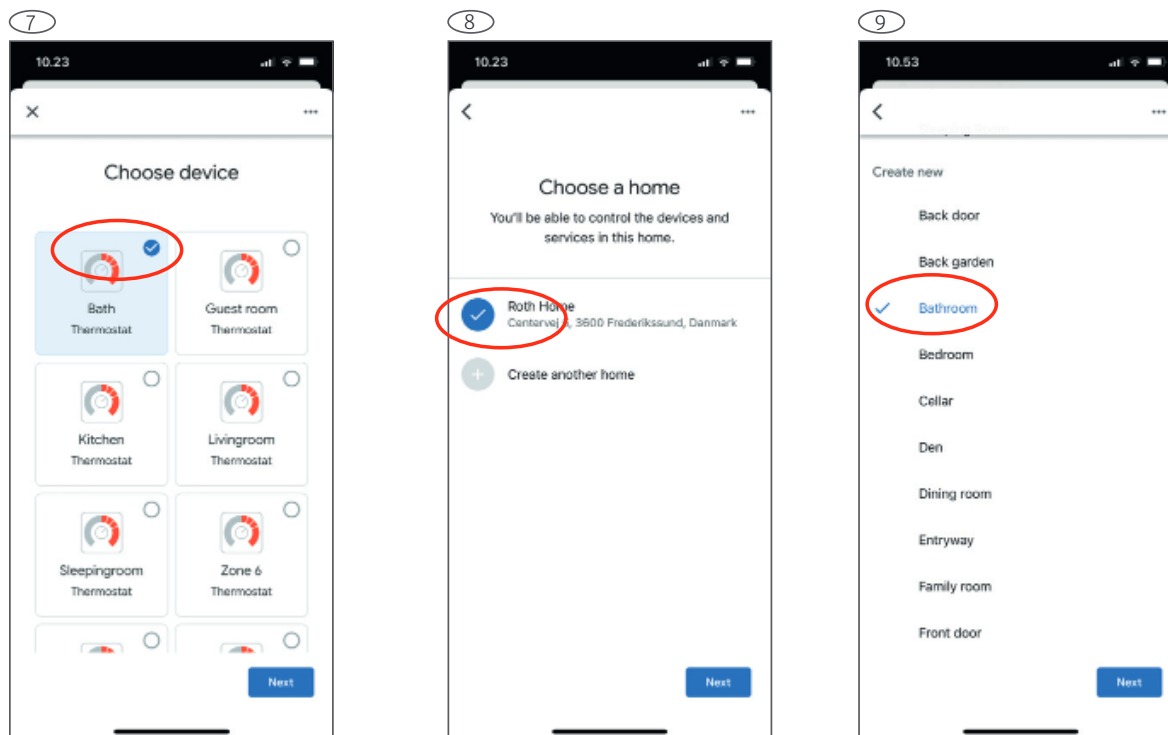 7
10.23
Choose device
Bath
Thermostat
Guest room
Thermostat
Kitchen
Thermostat
Livingroom
Thermostat
Sleepingroom
Thermostat
Zone 6
Thermostat
Next
8
10.23
Choose a home
You'll be able to control the devices and
services in this home.
Roth Home
Centervej, 3600 Frederikssund, Danmark
Create another home
Next
9
10.53
Create new
Back door
Back garden
Bathroom
Bedroom
Cellar
Den
Dining room
Entryway
Family room
Front door
Next